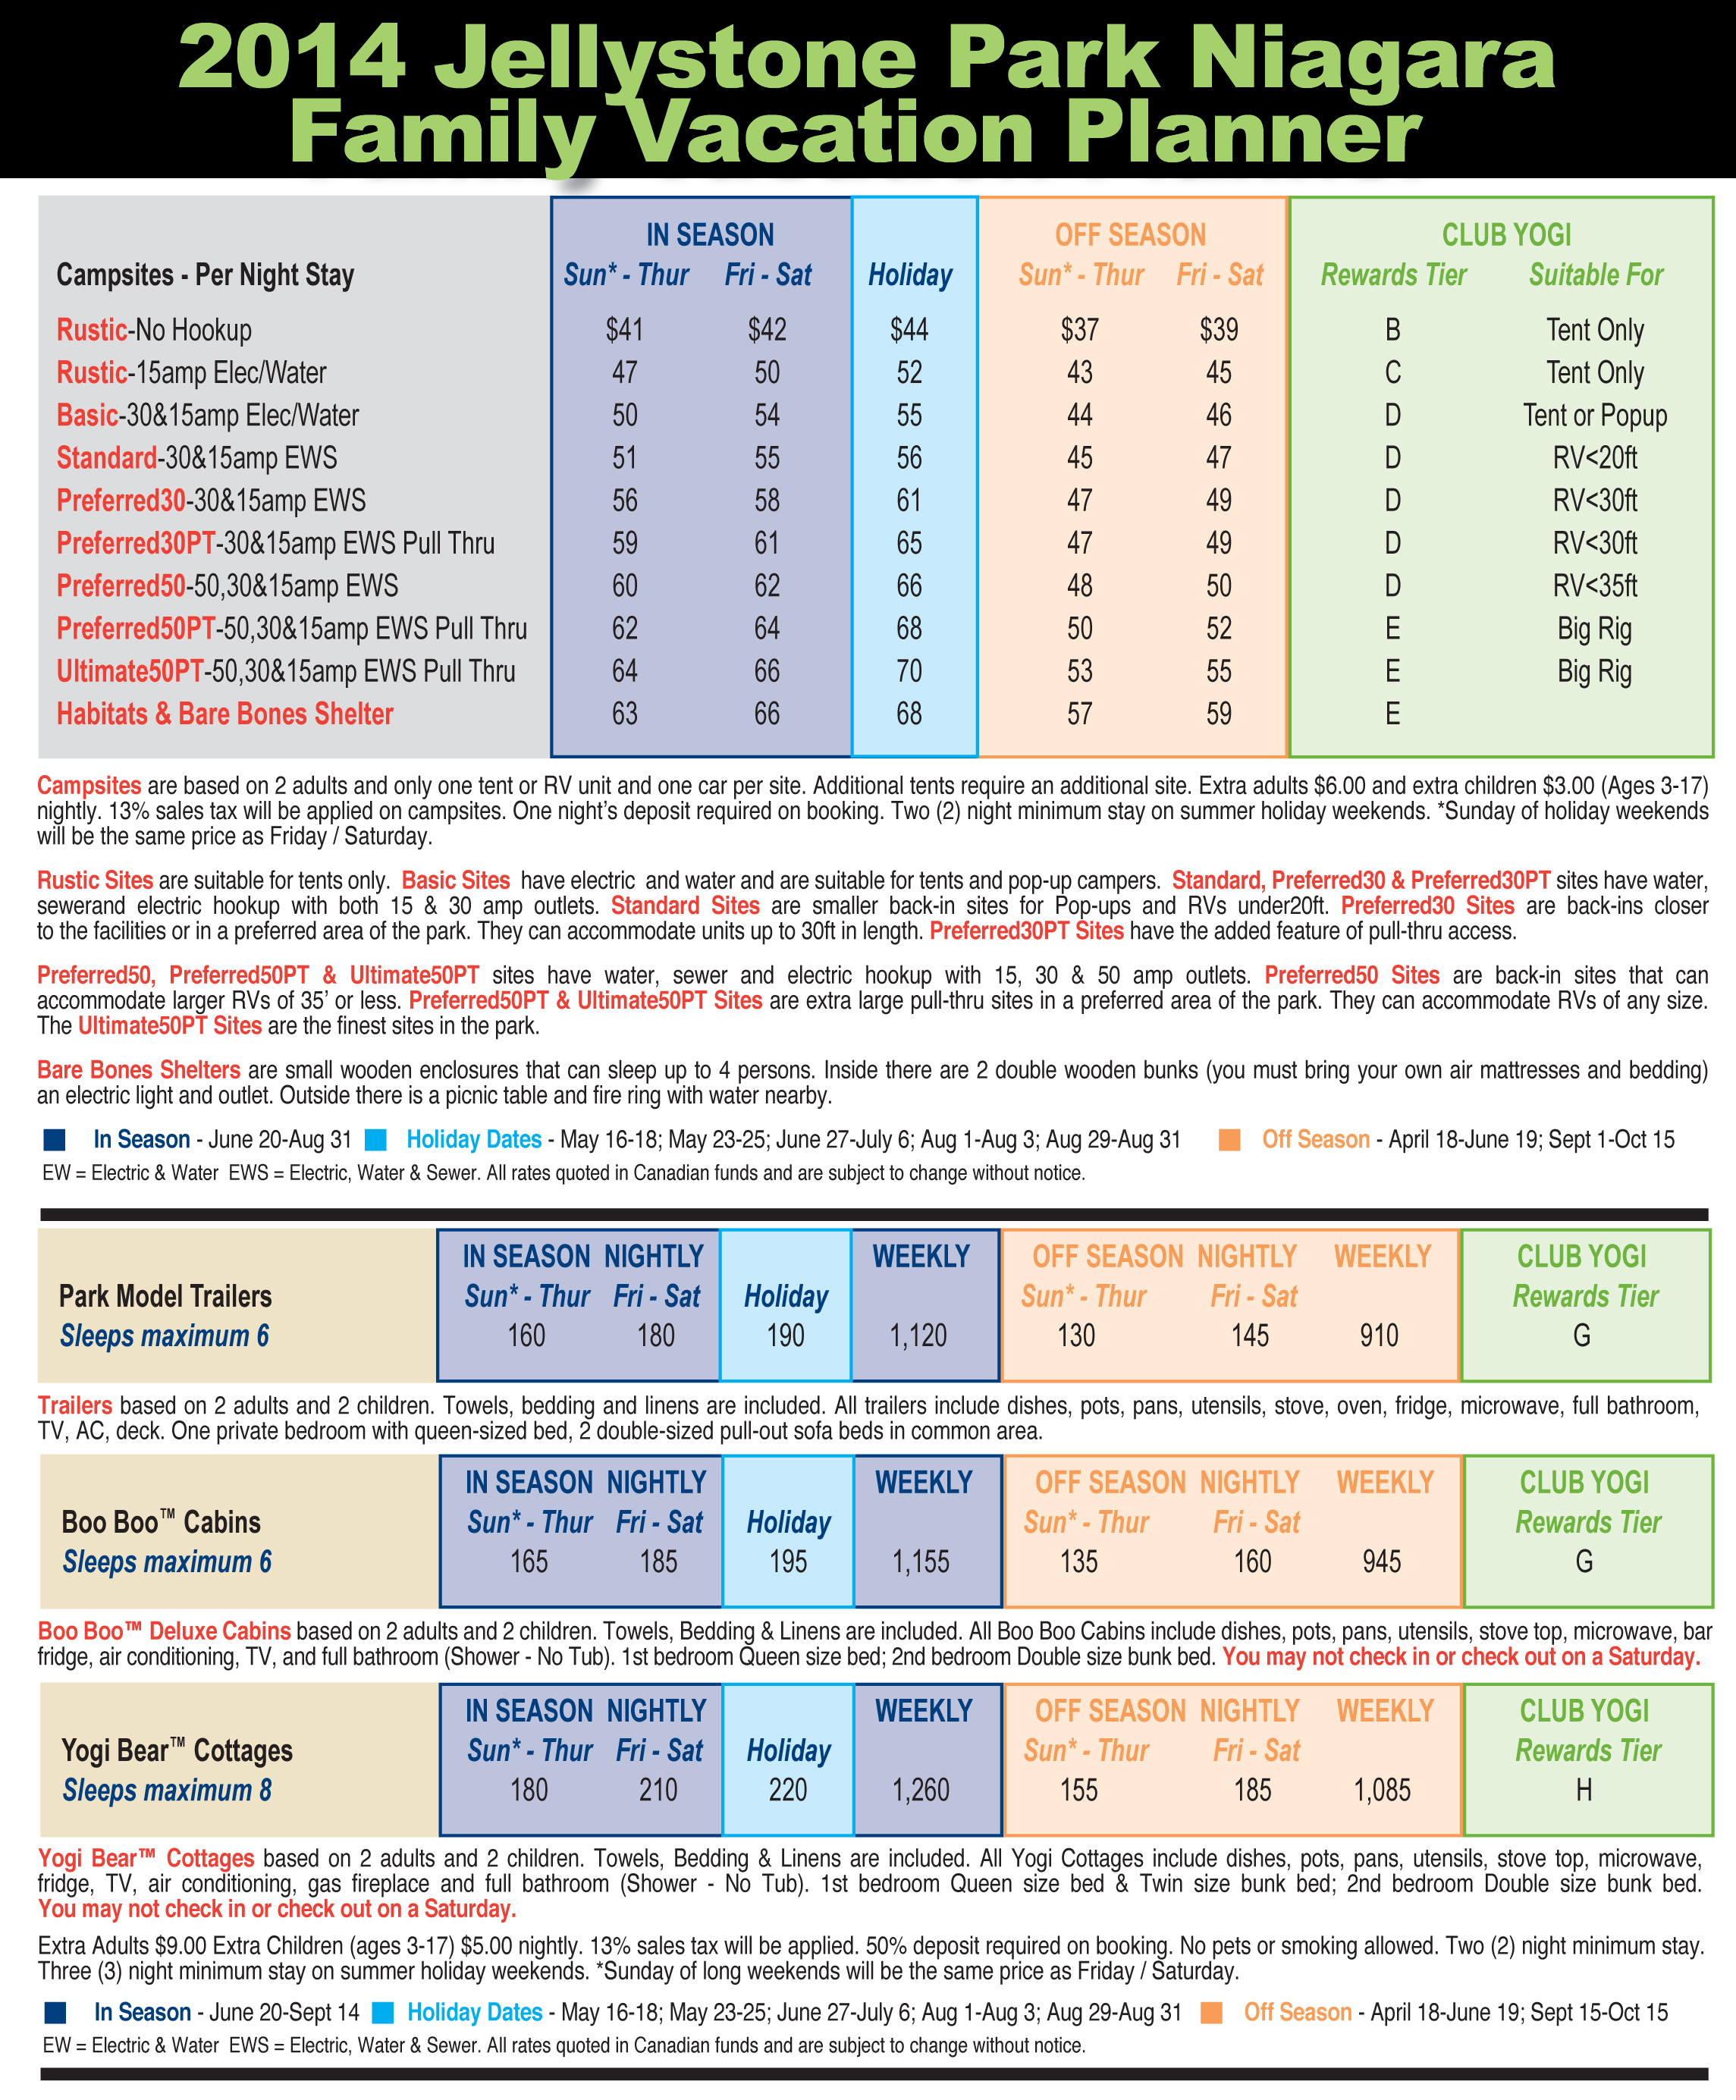 2014 Jellystone Park Niagara
Family Vacation Planner
IN SEASON OFF SEASON CLUB YOGI
Campsites - Per Night Stay Sun* - Thur Fri - Sat Holiday Sun* - Thur Fri - Sat Rewards Tier Suitable For
Rustic-No Hookup $41 $42 $44 $37 $39 B Tent Only
Rustic-15amp Elec/Water 47 50 52 43 45 C Tent Only
Basic-30&15amp Elec/Water 50 54 55 44 46 D Tent or Popup
Standard-30&15amp EWS 51 55 56 45 47 D RV<20ft
Preferred30-30&15amp EWS 56 58 61 47 49 D RV<30ft
Preferred30PT-30&15amp EWS Pull Thru 59 61 65 47 49 D RV<30ft
Preferred50-50,30&15amp EWS 60 62 66 48 50 D RV<35ft
Preferred50PT-50,30&15amp EWS Pull Thru 62 64 68 50 52 E Big Rig
Ultimate50PT-50,30&15amp EWS Pull Thru 64 66 70 53 55 E Big Rig
Habitats & Bare Bones Shelter 63 66 68 57 59 E
Campsites are based on 2 adults and only one tent or RV unit and one car per site. Additional tents require an additional site. Extra adults $6.00 and extra children $3.00 (Ages 3-17)
nightly. 13% sales tax will be applied on campsites. One night's deposit required on booking. Two (2) night minimum stay on summer holiday weekends. *Sunday of holiday weekends
will be the same price as Friday / Saturday.
Rustic Sites are suitable for tents only. Basic Sites have electric and water and are suitable for tents and pop-up campers. Standard, Preferred30 & Preferred30PT sites have water,
sewerand electric hookup with both 15 & 30 amp outlets. Standard Sites are smaller back-in sites for Pop-ups and RVs under20ft. Preferred30 Sites are back-ins closer
to the facilities or in a preferred area of the park. They can accommodate units up to 30ft in length. Preferred30PT Sites have the added feature of pull-thru access.
Preferred50, Preferred50PT & Ultimate50PT sites have water, sewer and electric hookup with 15, 30 & 50 amp outlets. Preferred50 Sites are back-in sites that can
accommodate larger RVs of 35' or less. Preferred50PT & Ultimate50PT Sites are extra large pull-thru sites in a preferred area of the park. They can accommodate RVs of any size.
The Ultimate50PT Sites are the finest sites in the park.
Bare Bones Shelters are small wooden enclosures that can sleep up to 4 persons. Inside there are 2 double wooden bunks (you must bring your own air mattresses and bedding)
an electric light and outlet. Outside there is a picnic table and fire ring with water nearby.
In Season - June 20-Aug 31 Holiday Dates - May 16-18; May 23-25; June 27-July 6; Aug 1-Aug 3; Aug 29-Aug 31 Off Season - April 18-June 19; Sept 1-Oct 15
EW = Electric & Water EWS = Electric, Water & Sewer. All rates quoted in Canadian funds and are subject to change without notice.
IN SEASON NIGHTLY WEEKLY OFF SEASON NIGHTLY WEEKLY CLUB YOGI
Park Model Trailers Sun* - Thur Fri - Sat Holiday Sun* - Thur Fri - Sat Rewards Tier
Sleeps maximum 6 160 180 190 1,120 130 145 910 G
Trailers based on 2 adults and 2 children. Towels, bedding and linens are included. All trailers include dishes, pots, pans, utensils, stove, oven, fridge, microwave, full bathroom,
TV, AC, deck. One private bedroom with queen-sized bed, 2 double-sized pull-out sofa beds in common area.
IN SEASON NIGHTLY WEEKLY OFF SEASON NIGHTLY WEEKLY CLUB YOGI
Boo Boo™ Cabins Sun* - Thur Fri - Sat Holiday Sun* - Thur Fri - Sat Rewards Tier
Sleeps maximum 6 165 185 195 1,155 135 160 945 G
Boo Boo™ Deluxe Cabins based on 2 adults and 2 children. Towels, Bedding & Linens are included. All Boo Boo Cabins include dishes, pots, pans, utensils, stove top, microwave, bar
fridge, air conditioning, TV, and full bathroom (Shower - No Tub). 1st bedroom Queen size bed; 2nd bedroom Double size bunk bed. You may not check in or check out on a Saturday.
IN SEASON NIGHTLY WEEKLY OFF SEASON NIGHTLY WEEKLY CLUB YOGI
Yogi Bear™ Cottages Sun* - Thur Fri - Sat Holiday Sun* - Thur Fri - Sat Rewards Tier
Sleeps maximum 8 180 210 220 1,260 155 185 1,085 H
Yogi Bear™ Cottages based on 2 adults and 2 children. Towels, Bedding & Linens are included. All Yogi Cottages include dishes, pots, pans, utensils, stove top, microwave,
fridge, TV, air conditioning, gas fireplace and full bathroom (Shower - No Tub). 1st bedroom Queen size bed & Twin size bunk bed; 2nd bedroom Double size bunk bed.
You may not check in or check out on a Saturday.
Extra Adults $9.00 Extra Children (ages 3-17) $5.00 nightly. 13% sales tax will be applied. 50% deposit required on booking. No pets or smoking allowed. Two (2) night minimum stay.
Three (3) night minimum stay on summer holiday weekends. *Sunday of long weekends will be the same price as Friday / Saturday.
In Season - June 20-Sept 14 Holiday Dates - May 16-18; May 23-25; June 27-July 6; Aug 1-Aug 3; Aug 29-Aug 31 Off Season - April 18-June 19; Sept 15-Oct 15
EW = Electric & Water EWS = Electric, Water & Sewer. All rates quoted in Canadian funds and are subject to change without notice.